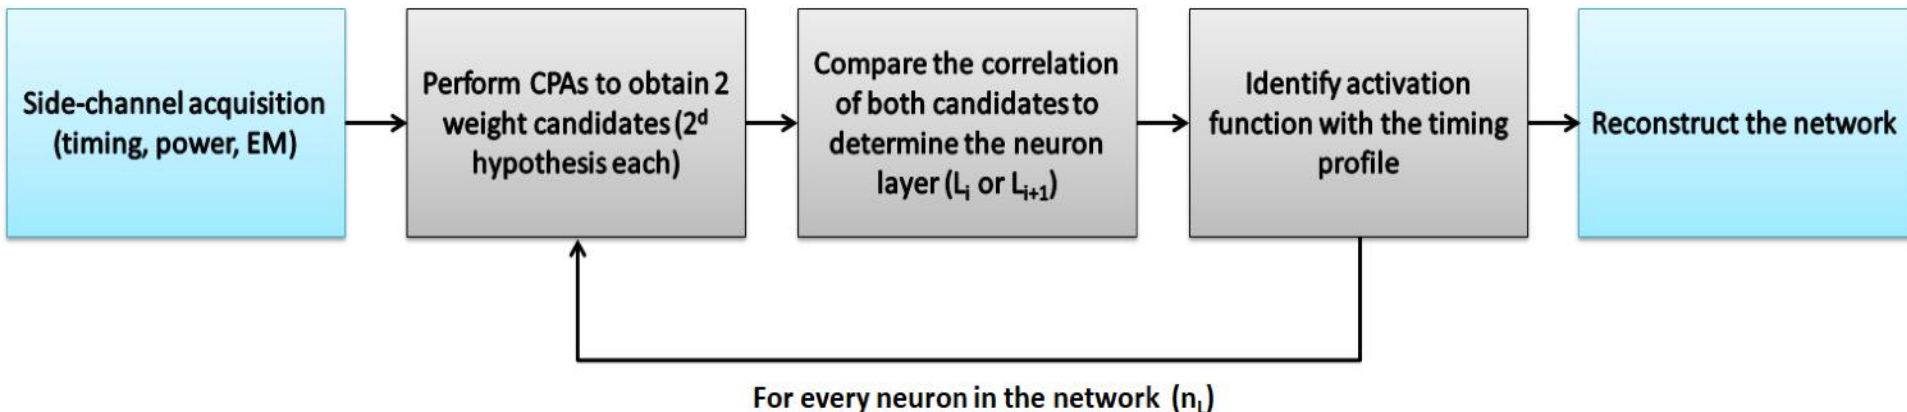 Side-channel acquisition
(timing, power, EM)
Perform CPAs to obtain 2
weight candidates (2ᵈ
hypothesis each)
Compare the correlation
of both candidates to
determine the neuron
layer (Lᵢ or Lᵢ₊₁)
Identify activation
function with the timing
profile
Reconstruct the network
For every neuron in the network (n_L)